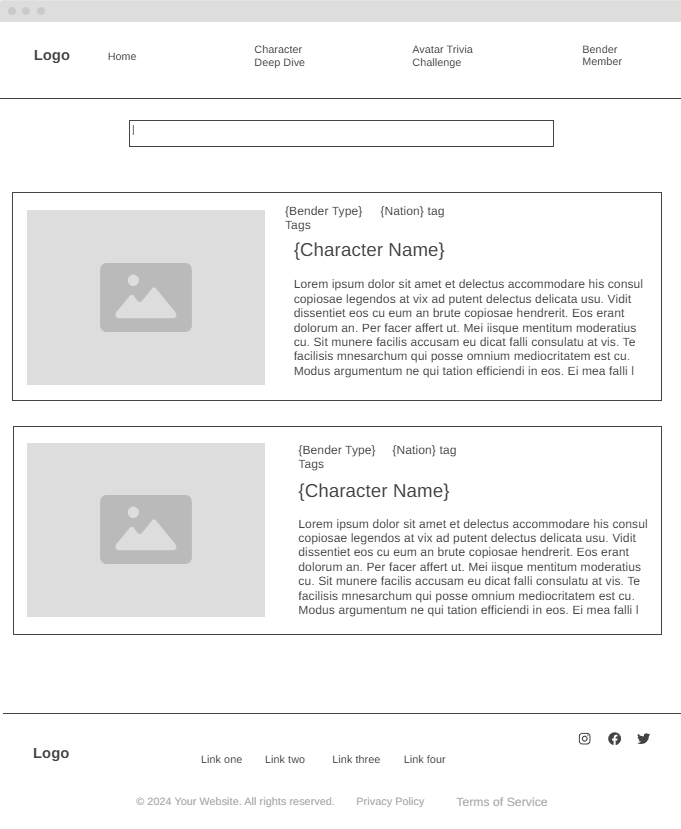 Logo
Home
Character
Deep Dive
Avatar Trivia
Challenge
Bender
Member
{Bender Type} {Nation} tag
Tags
{Character Name}
Lorem ipsum dolor sit amet et delectus accommodare his consul
copiosae legendos at vix ad putent delectus delicata usu. Vidit
dissentiet eos cu eum an brute copiosae hendrerit. Eos erant
dolorum an. Per facer affert ut. Mei iisque mentitum moderatius
cu. Sit munere facilis accusam eu dicat falli consulatu at vis. Te
facilisis mnesarchum qui posse omnium mediocritatem est cu.
Modus argumentum ne qui tation efficiendi in eos. Ei mea falli l
{Bender Type} {Nation} tag
Tags
{Character Name}
Lorem ipsum dolor sit amet et delectus accommodare his consul
copiosae legendos at vix ad putent delectus delicata usu. Vidit
dissentiet eos cu eum an brute copiosae hendrerit. Eos erant
dolorum an. Per facer affert ut. Mei iisque mentitum moderatius
cu. Sit munere facilis accusam eu dicat falli consulatu at vis. Te
facilisis mnesarchum qui posse omnium mediocritatem est cu.
Modus argumentum ne qui tation efficiendi in eos. Ei mea falli l
Logo
Link one Link two Link three Link four
© 2024 Your Website. All rights reserved. Privacy Policy Terms of Service